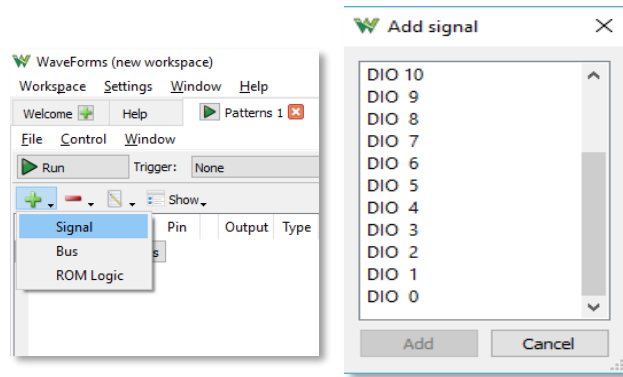 WaveForms (new workspace)
Workspace Settings Window Help
Welcome Help Patterns 1
File Control Window
Run Trigger: None
Show
Signal Pin Output Type
Bus s
ROM Logic
Add signal
DIO 10
DIO 9
DIO 8
DIO 7
DIO 6
DIO 5
DIO 4
DIO 3
DIO 2
DIO 1
DIO 0
Add Cancel